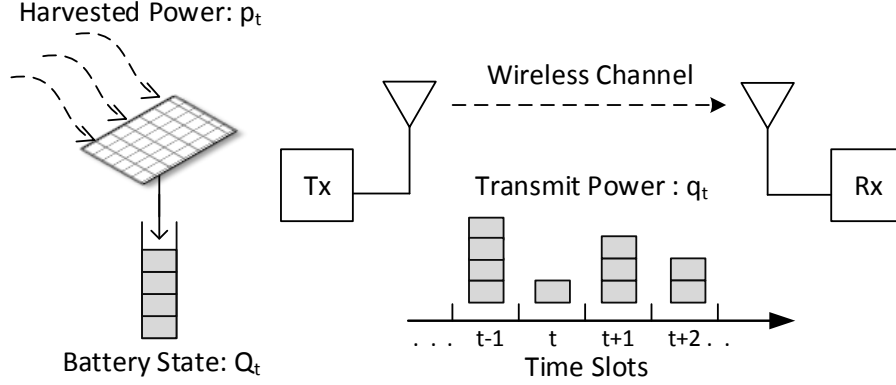 Harvested Power: pt
Wireless Channel
Tx
Rx
Transmit Power : qt
. . . t-1 t t+1 t+2 . .
Battery State: Qt
Time Slots